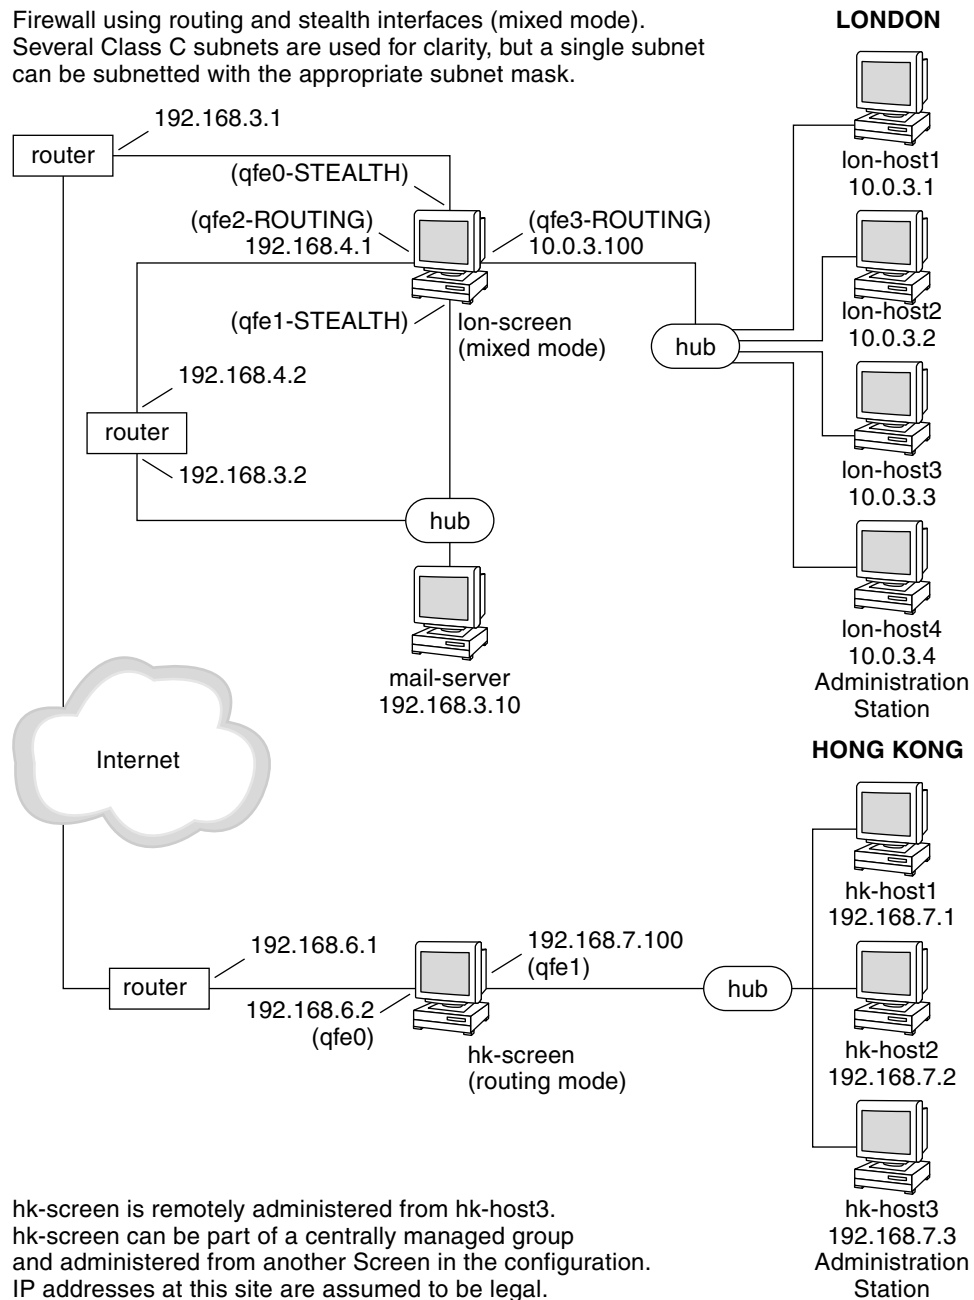 Firewall using routing and stealth interfaces (mixed mode).
Several Class C subnets are used for clarity, but a single subnet
can be subnetted with the appropriate subnet mask.
LONDON
192.168.3.1
router
(qfe0-STEALTH)
(qfe2-ROUTING)
192.168.4.1
(qfe3-ROUTING)
10.0.3.100
(qfe1-STEALTH)
lon-screen
(mixed mode)
hub
lon-host1
10.0.3.1
lon-host2
10.0.3.2
lon-host3
10.0.3.3
lon-host4
10.0.3.4
Administration
Station
192.168.4.2
router
192.168.3.2
hub
mail-server
192.168.3.10
Internet
HONG KONG
192.168.6.1
router
192.168.6.2
(qfe0)
192.168.7.100
(qfe1)
hk-screen
(routing mode)
hub
hk-host1
192.168.7.1
hk-host2
192.168.7.2
hk-host3
192.168.7.3
Administration
Station
hk-screen is remotely administered from hk-host3.
hk-screen can be part of a centrally managed group
and administered from another Screen in the configuration.
IP addresses at this site are assumed to be legal.